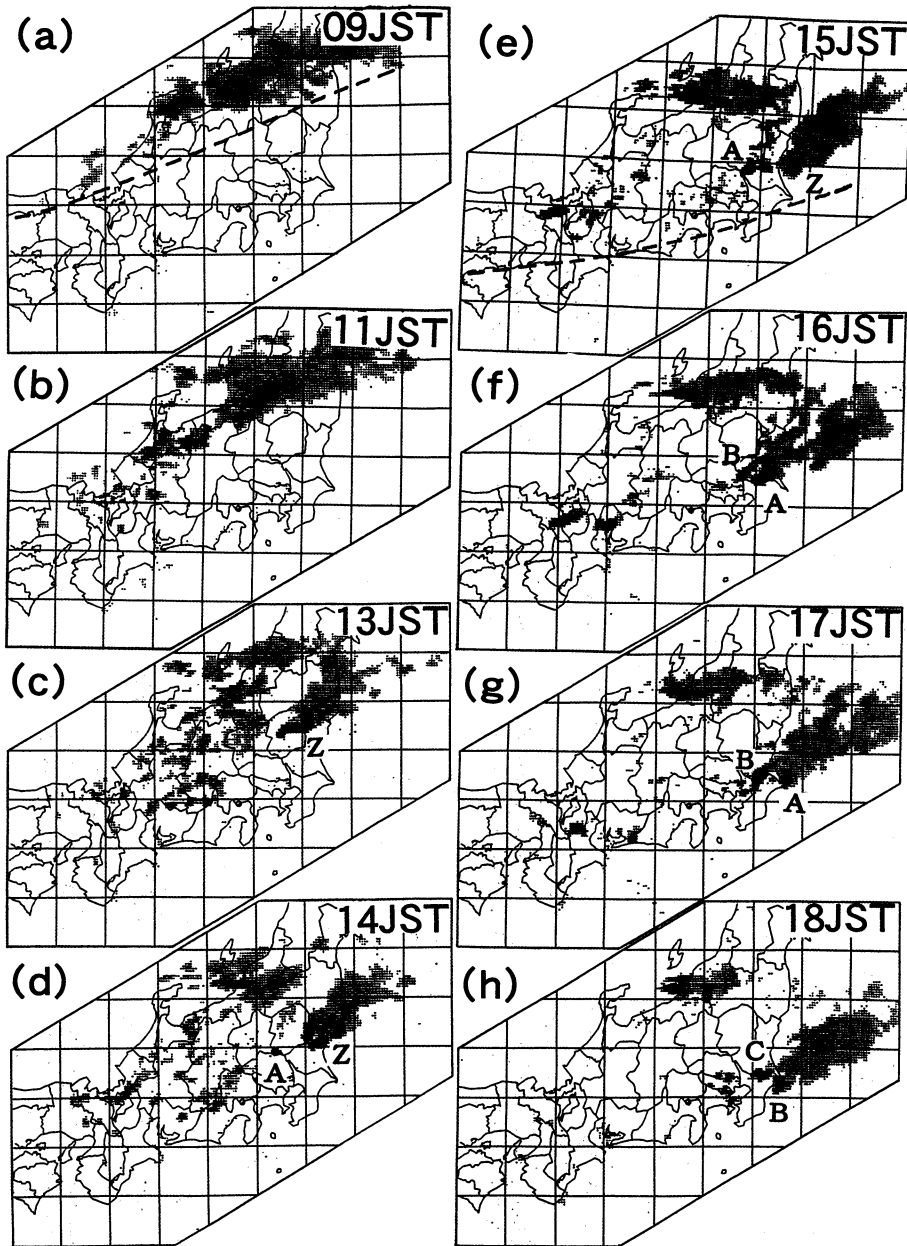 (a)
09JST
(b)
11JST
(c)
13JST
Z
(d)
14JST
A
Z
(e)
15JST
A
Z
(f)
16JST
B
A
(g)
17JST
B
A
(h)
18JST
C
B